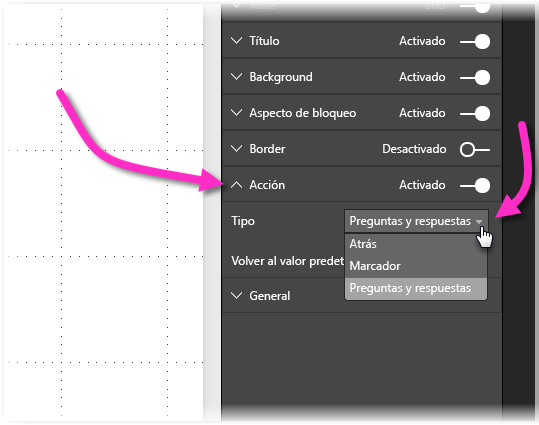 Título Activado
Background Activado
Aspecto de bloqueo Activado
Border Desactivado
Acción Activado
Tipo Preguntas y respuestas
Atrás
Marcador
Volver al valor predet
Preguntas y respuestas
General